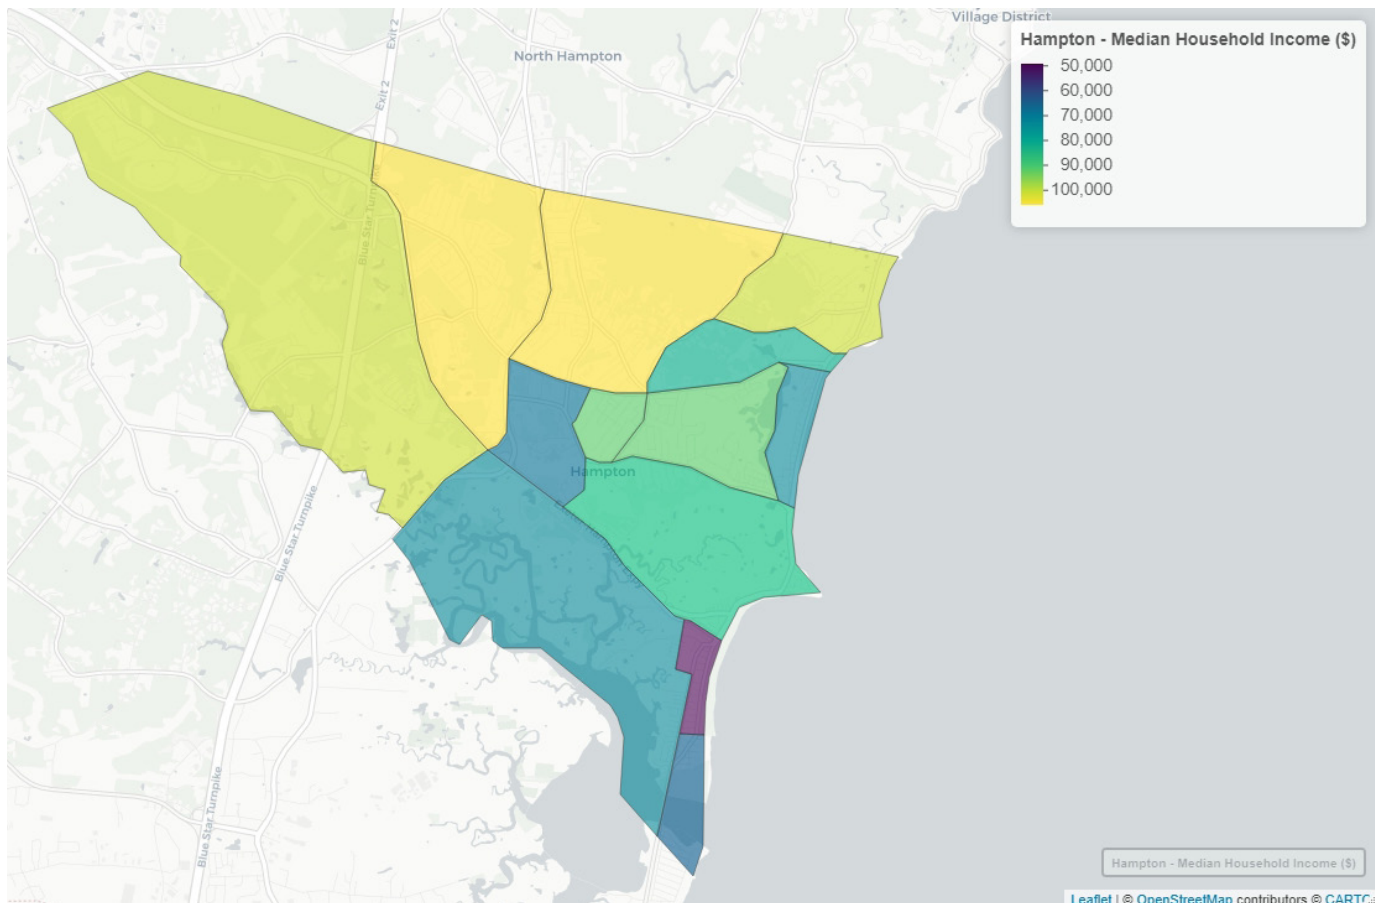 Village District
Exit 2
North Hampton
Hampton - Median Household Income ($)
50,000
60,000
70,000
80,000
90,000
100,000
Exit 2
Blue Star Turnpike
Hampton
Blue Star Turnpike
Blue Star Turnpike
Hampton - Median Household Income ($)
Leaflet | © OpenStreetMap contributors © CARTO